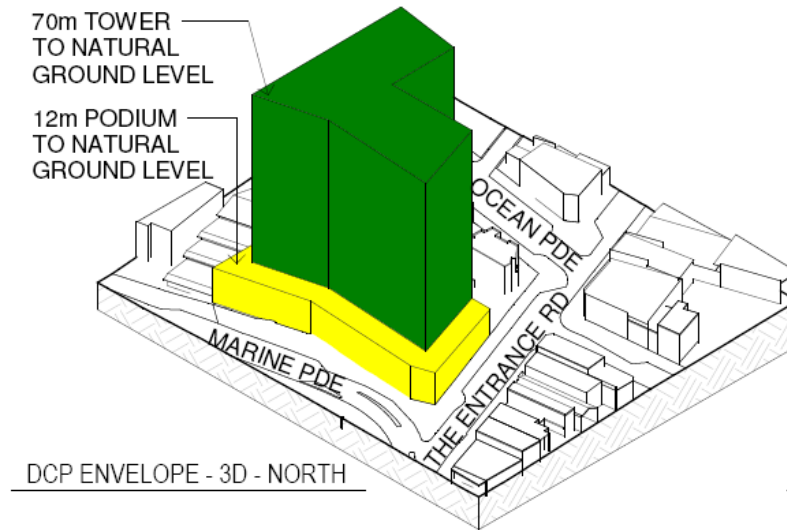 70m TOWER
TO NATURAL
GROUND LEVEL
12m PODIUM
TO NATURAL
GROUND LEVEL
OCEAN PDE
THE ENTRANCE RD
MARINE PDE
DCP ENVELOPE - 3D - NORTH